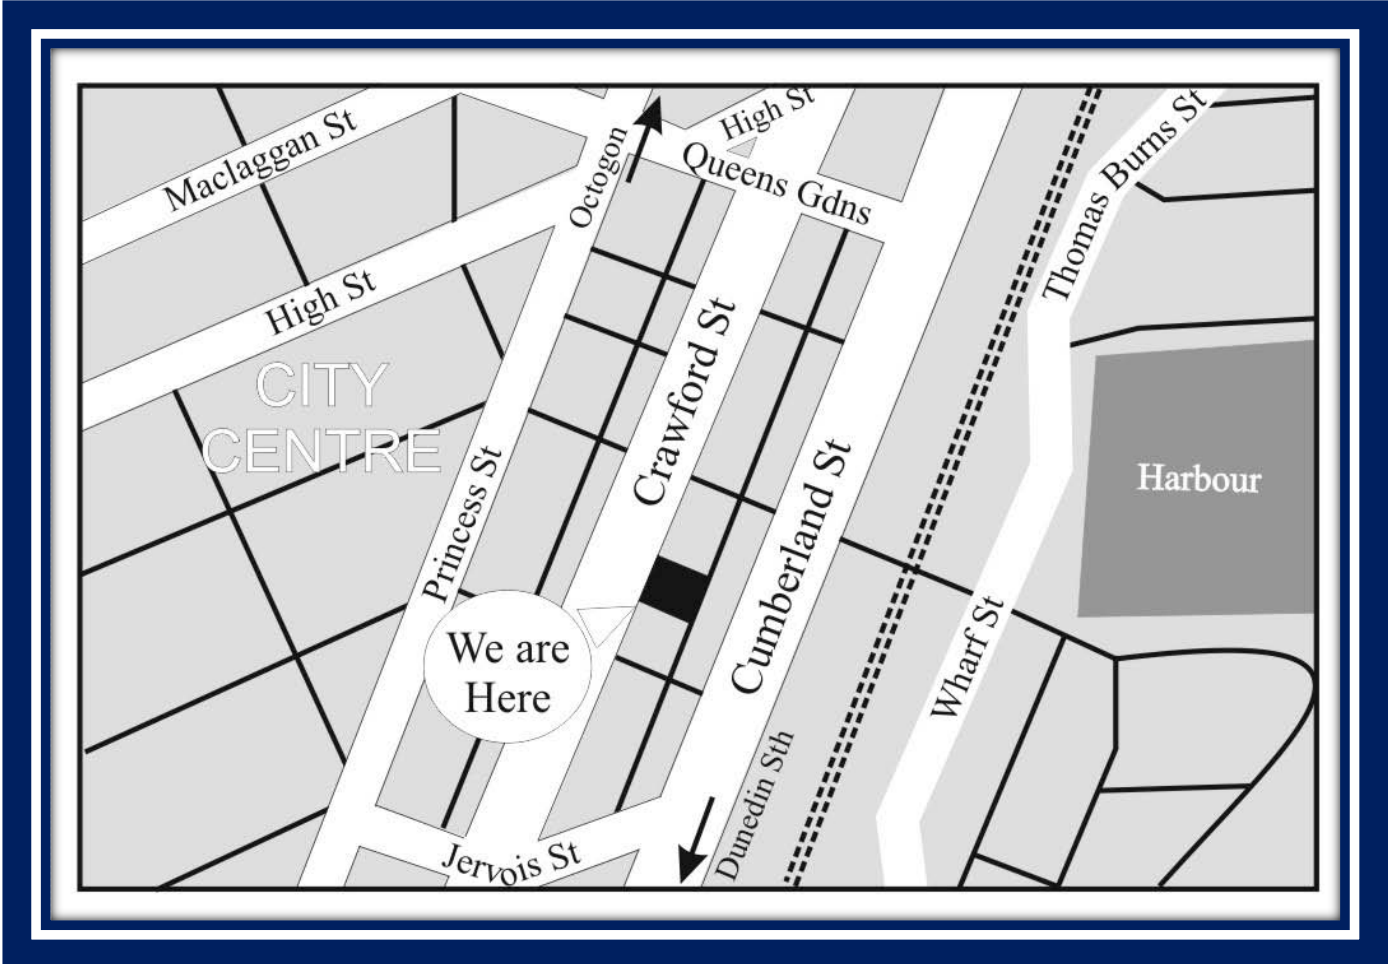 High St
Maclaggan St
Octogon
Queens Gdns
Thomas Burns St
High St
CITY
CENTRE
Crawford St
Princess St
Cumberland St
Harbour
We are
Here
Wharf St
Dunedin Sth
Jervois St